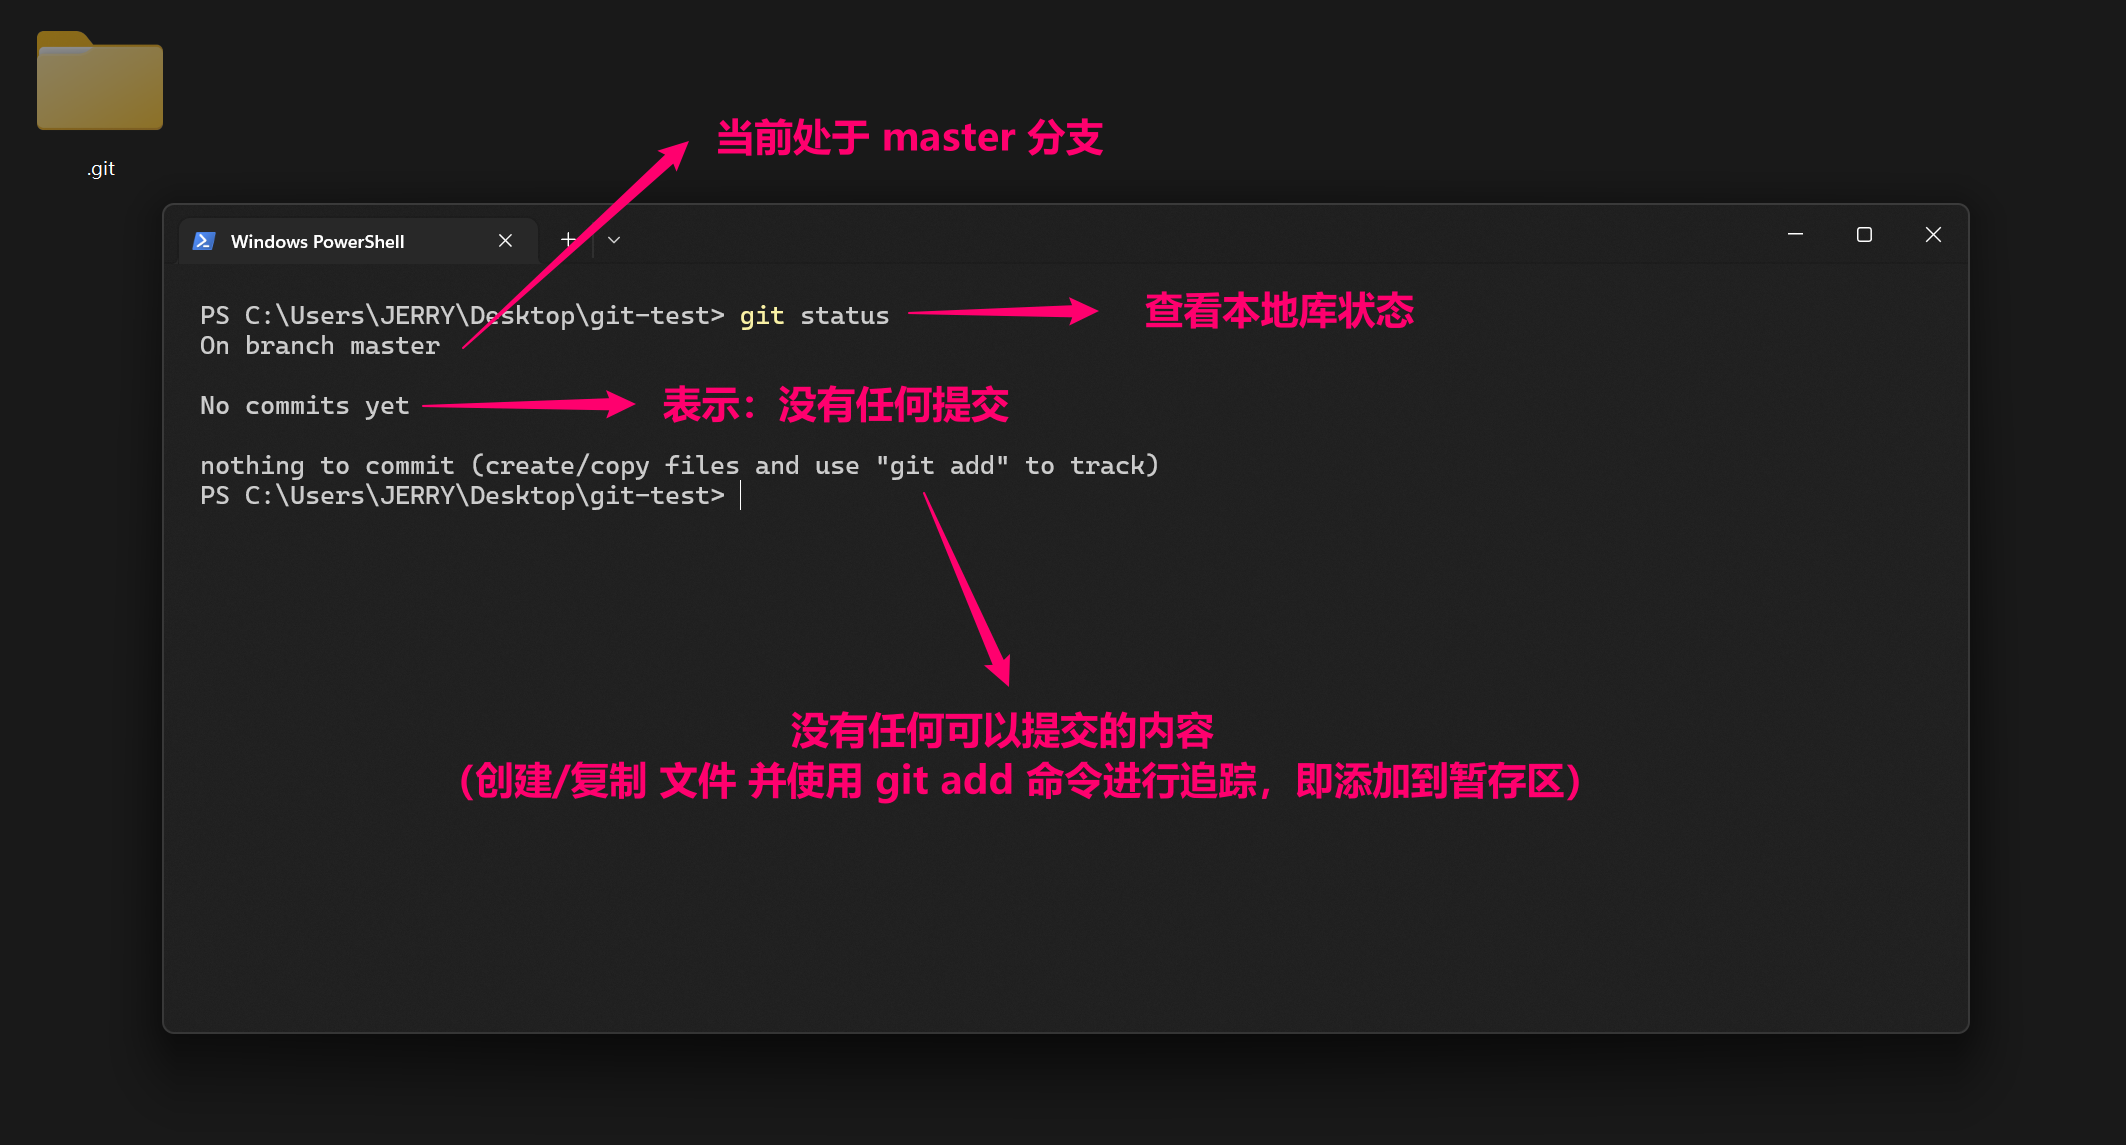 .git
当前处于 master 分支
Windows PowerShell
PS C:\Users\JERRY\Desktop\git-test> git status
查看本地库状态
On branch master
No commits yet
表示：没有任何提交
nothing to commit (create/copy files and use "git add" to track)
PS C:\Users\JERRY\Desktop\git-test>
没有任何可以提交的内容
（创建/复制 文件 并使用 git add 命令进行追踪，即添加到暂存区）